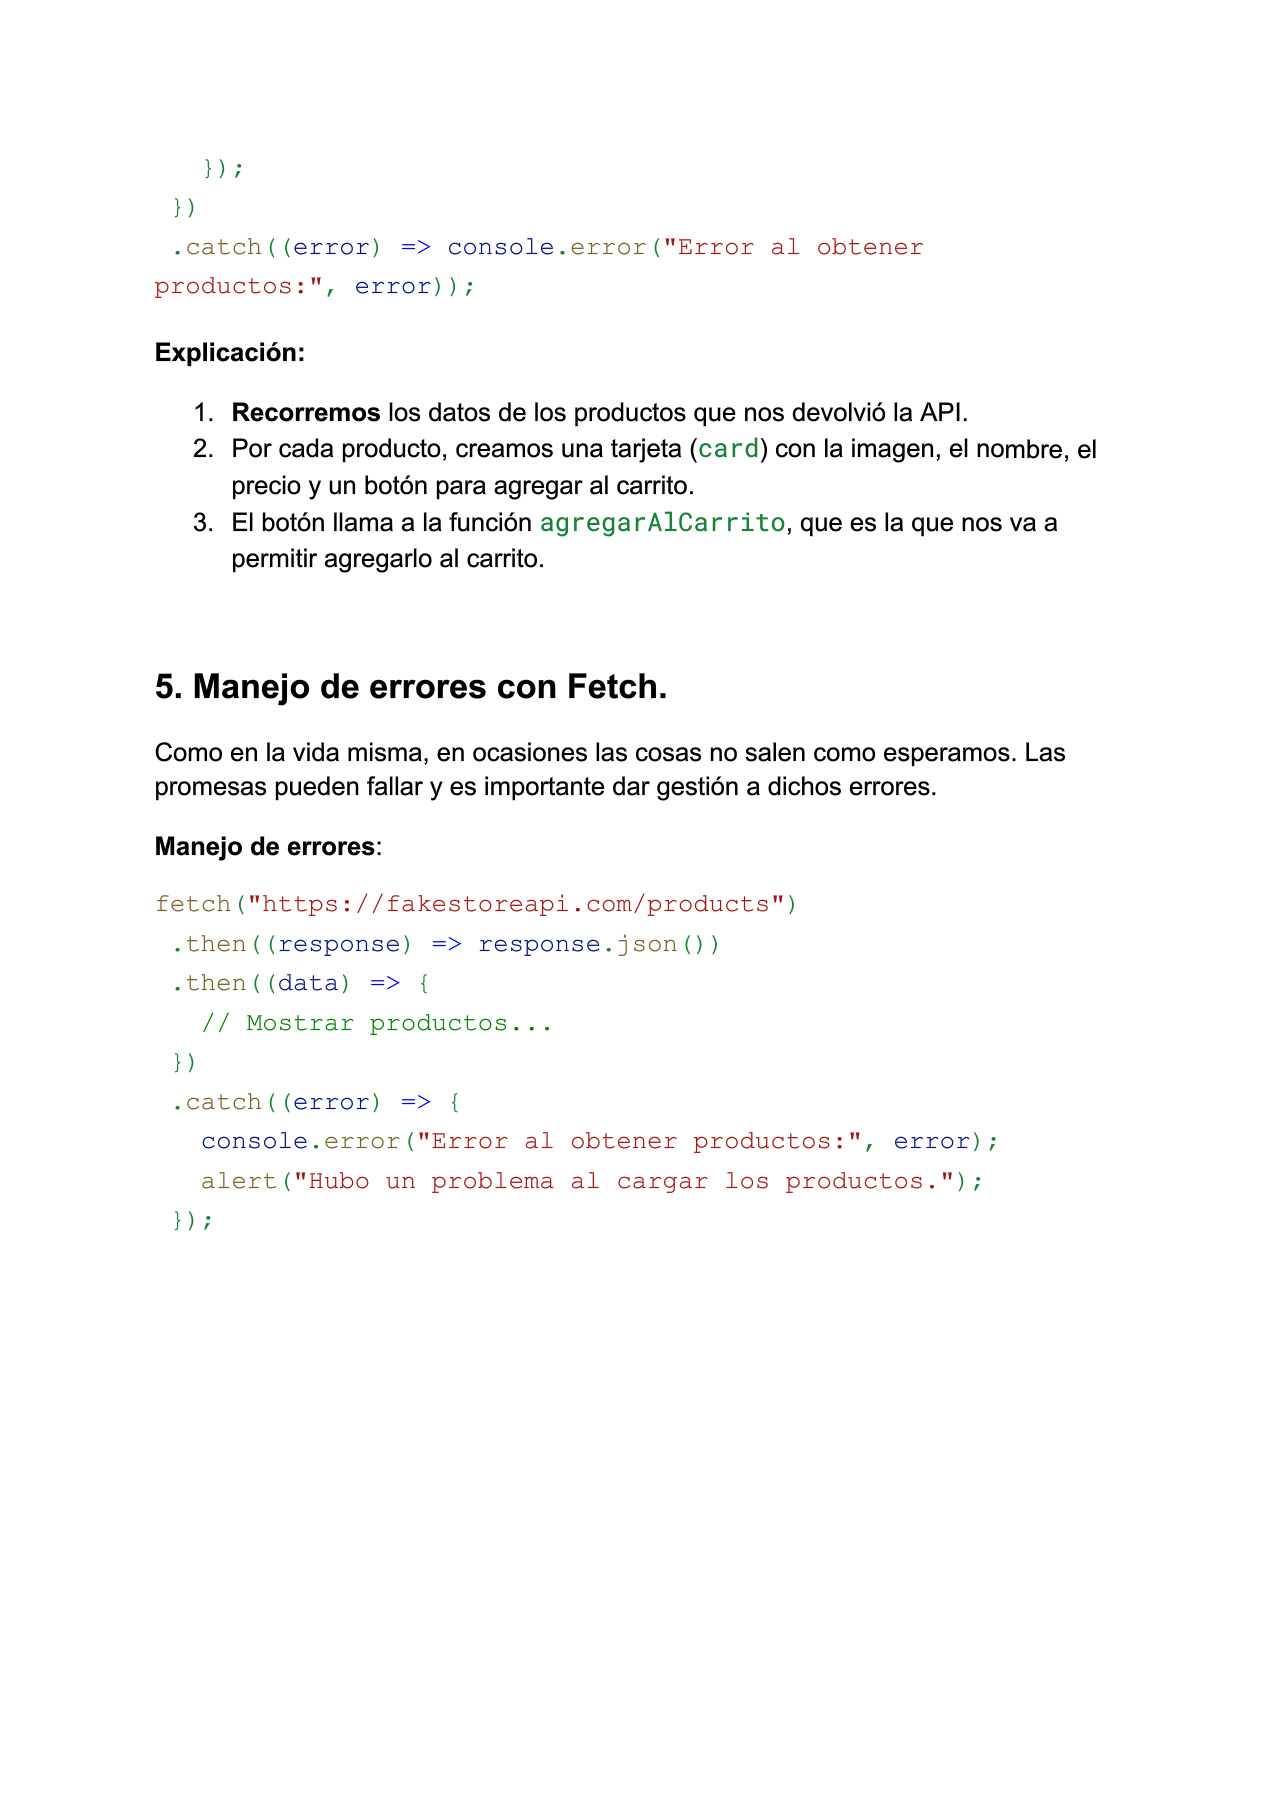 });
})
.catch((error) => console.error("Error al obtener
productos:", error));
Explicación:
1. Recorremos los datos de los productos que nos devolvió la API.
2. Por cada producto, creamos una tarjeta (card) con la imagen, el nombre, el
precio y un botón para agregar al carrito.
3. El botón llama a la función agregarAlCarrito, que es la que nos va a
permitir agregarlo al carrito.
5. Manejo de errores con Fetch.
Como en la vida misma, en ocasiones las cosas no salen como esperamos. Las
promesas pueden fallar y es importante dar gestión a dichos errores.
Manejo de errores:
fetch("https://fakestoreapi.com/products")
.then((response) => response.json())
.then((data) => {
// Mostrar productos...
})
.catch((error) => {
console.error("Error al obtener productos:", error);
alert("Hubo un problema al cargar los productos.");
});